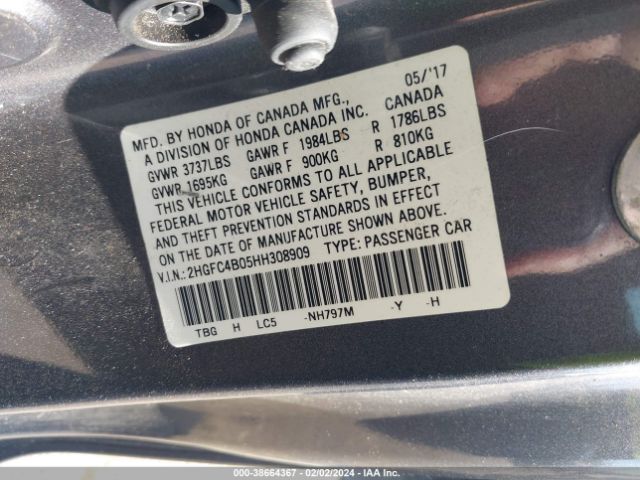 MFD. BY HONDA OF CANADA MFG., 05/'17
A DIVISION OF HONDA CANADA INC. CANADA
GVWR 3737LBS GAWR F 1984LBS R 1786LBS
GVWR 1695KG GAWR F 900KG R 810KG
THIS VEHICLE CONFORMS TO ALL APPLICABLE
FEDERAL MOTOR VEHICLE SAFETY, BUMPER,
AND THEFT PREVENTION STANDARDS IN EFFECT
ON THE DATE OF MANUFACTURE SHOWN ABOVE.
V.I.N.: 2HGFC4B05HH308909 TYPE: PASSENGER CAR
TBG H LC5 -NH797M -Y -H
000-38664367 - 02/02/2024 - IAAI.COM